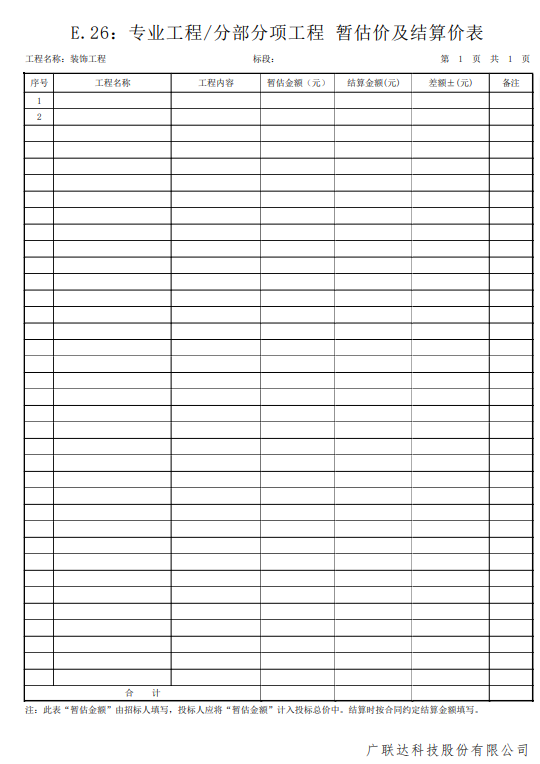 E.26：专业工程/分部分项工程 暂估价及结算价表
工程名称：装饰工程 标段： 第 1 页 共 1 页
序号 工程名称 工程内容 暂估金额（元） 结算金额(元) 差额±(元) 备注
1
2
合 计
注：此表“暂估金额”由招标人填写，投标人应将“暂估金额”计入投标总价中。结算时按合同约定结算金额填写。
广联达科技股份有限公司